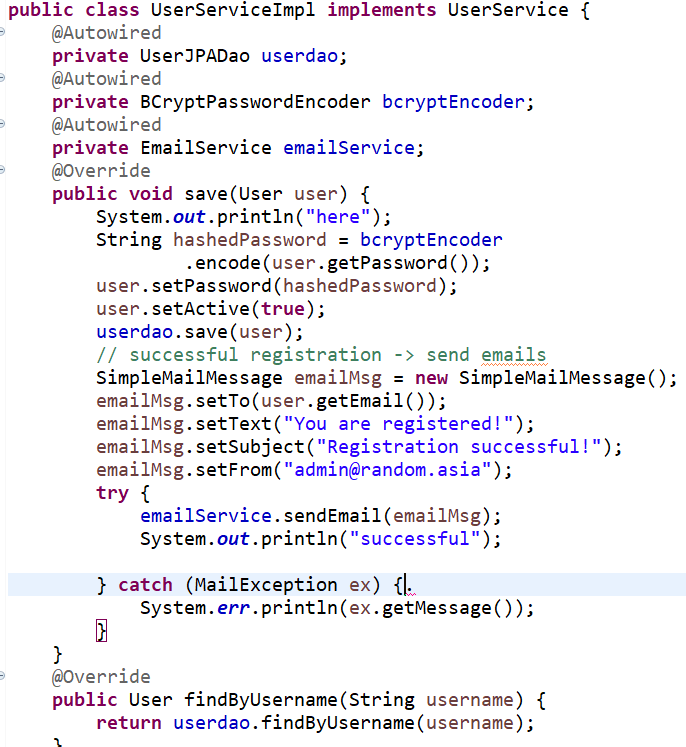 public class UserServiceImpl implements UserService {
    @Autowired
    private UserJPADao userdao;
    @Autowired
    private BCryptPasswordEncoder bcryptEncoder;
    @Autowired
    private EmailService emailService;
    @Override
    public void save(User user) {
        System.out.println("here");
        String hashedPassword = bcryptEncoder
                .encode(user.getPassword());
        user.setPassword(hashedPassword);
        user.setActive(true);
        userdao.save(user);
        // successful registration -> send emails
        SimpleMailMessage emailMsg = new SimpleMailMessage();
        emailMsg.setTo(user.getEmail());
        emailMsg.setText("You are registered!");
        emailMsg.setSubject("Registration successful!");
        emailMsg.setFrom("admin@random.asia");
        try {
            emailService.sendEmail(emailMsg);
            System.out.println("successful");
        } catch (MailException ex) {.
            System.err.println(ex.getMessage());
        }
    }
    @Override
    public User findByUsername(String username) {
        return userdao.findByUsername(username);
    }